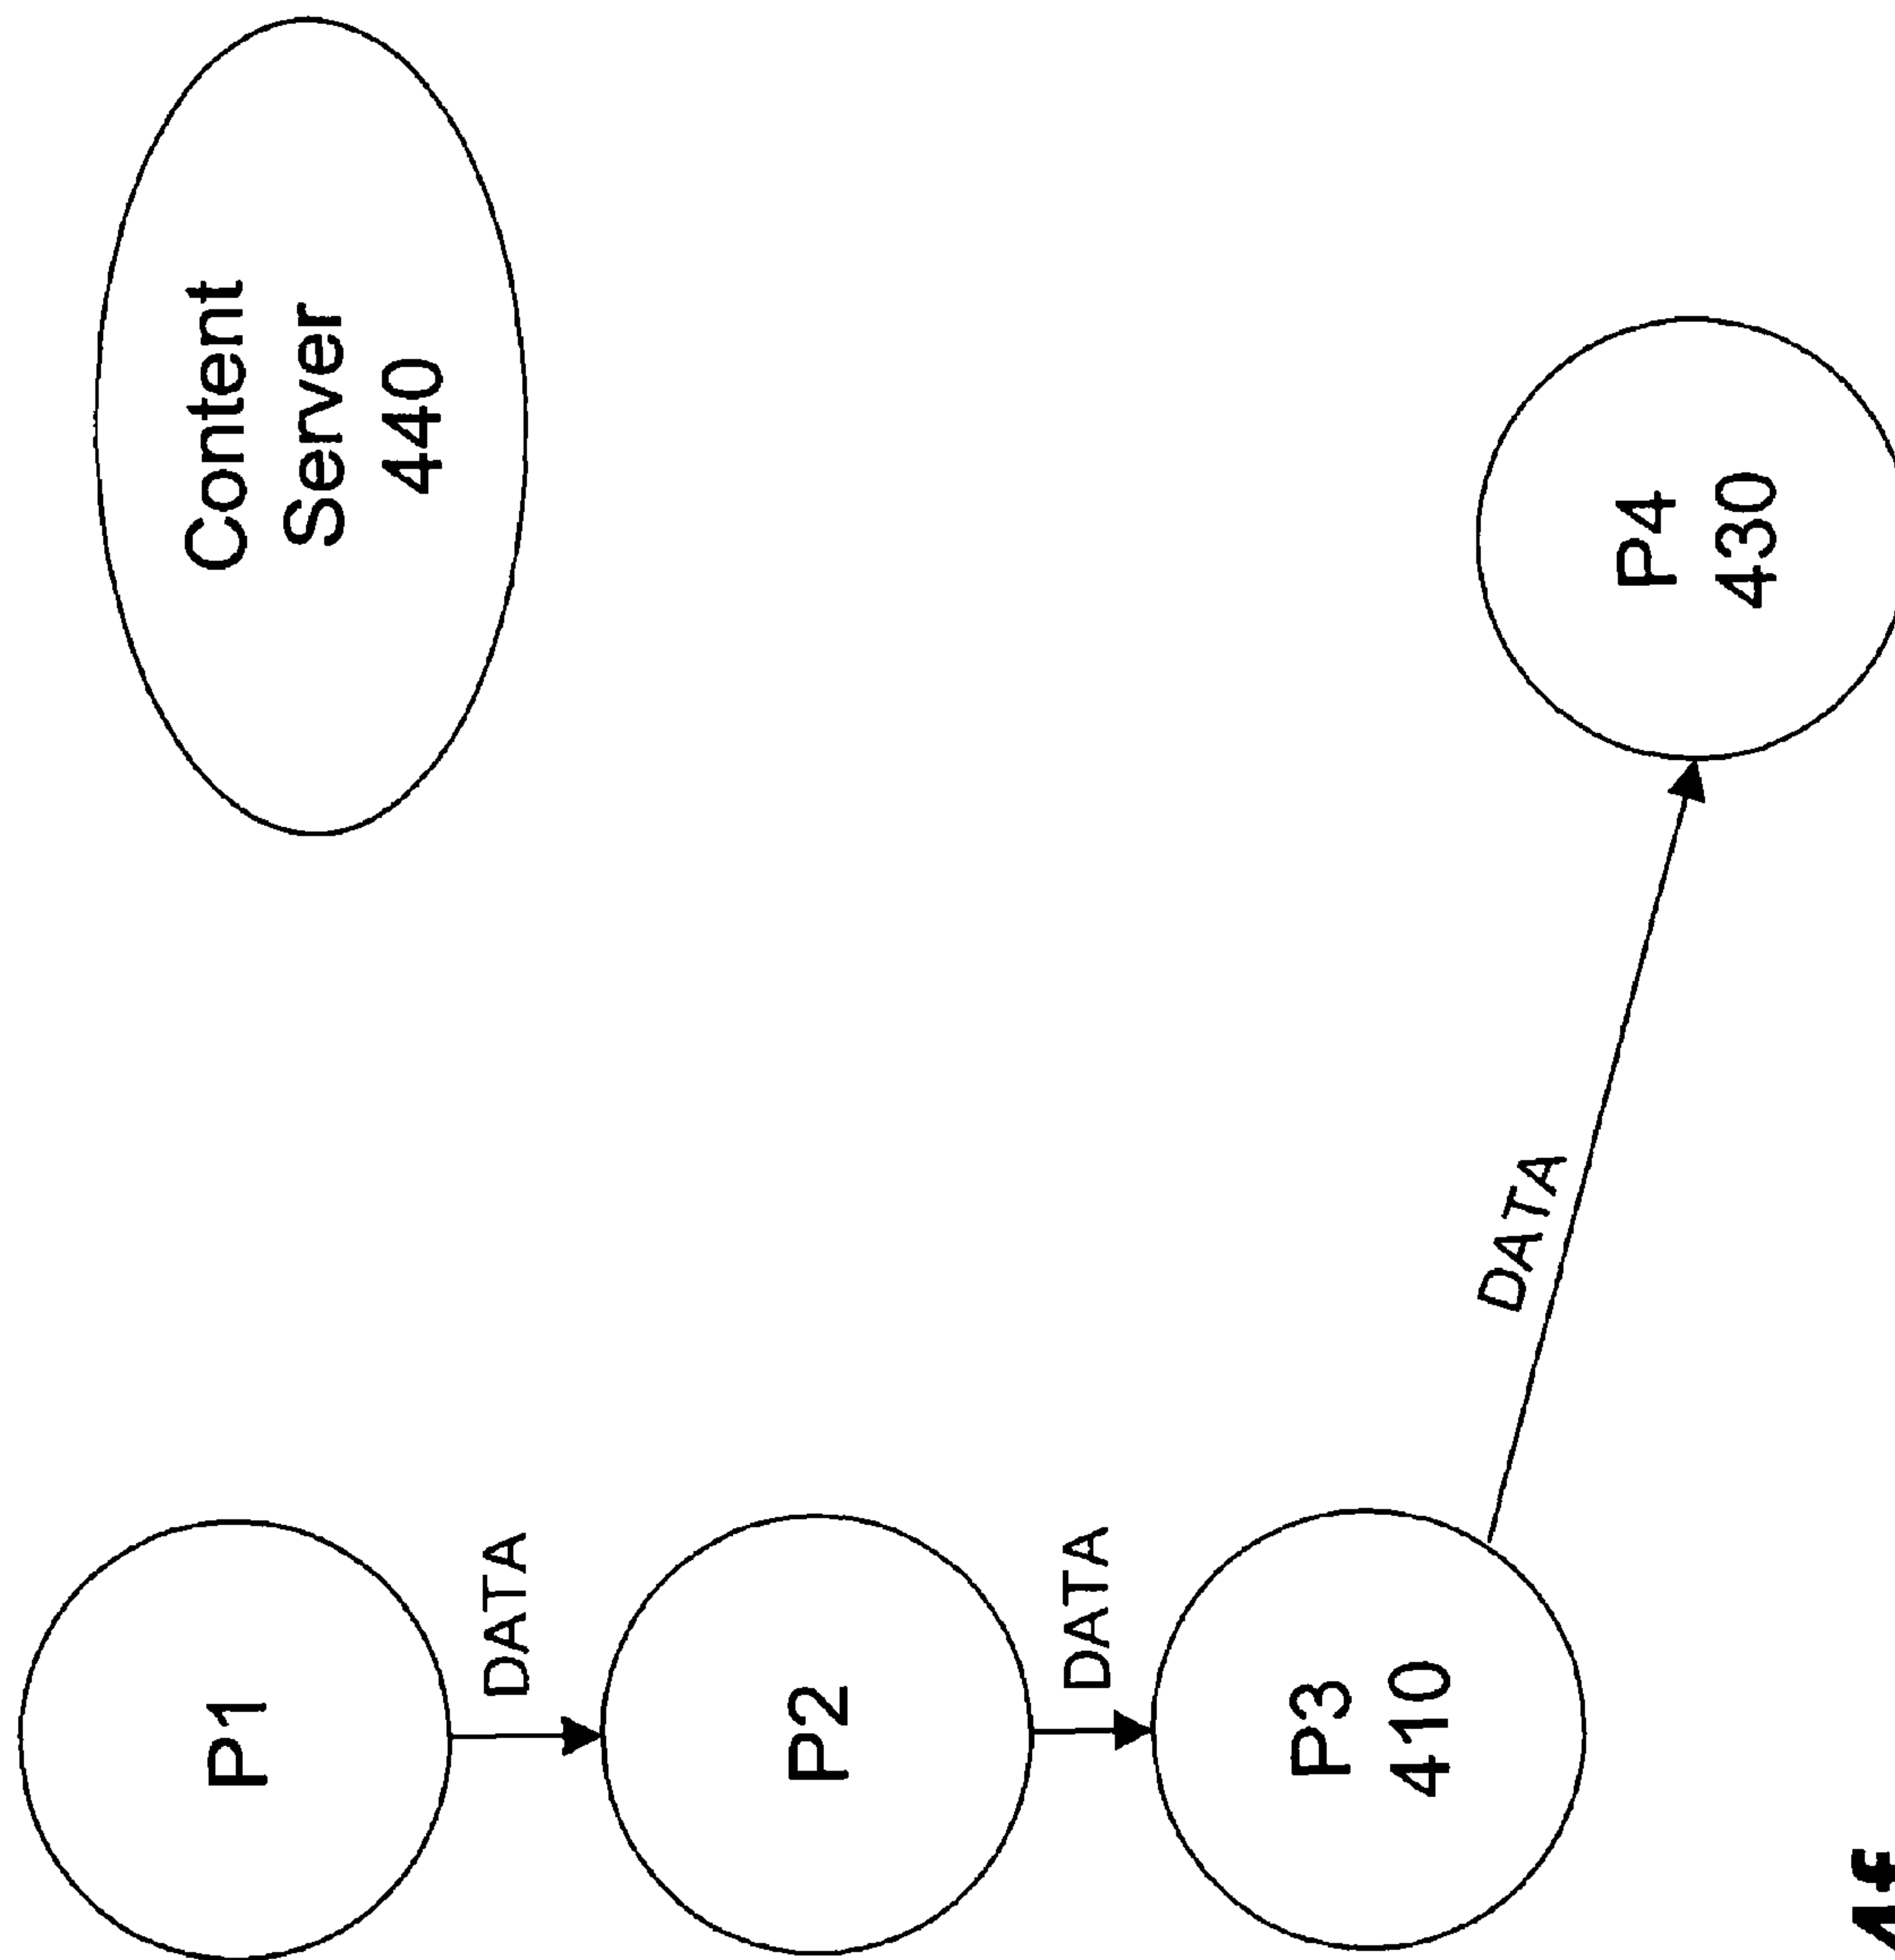 P1
Content
Server
440
DATA
P2
DATA
P3
410
DATA
P4
430